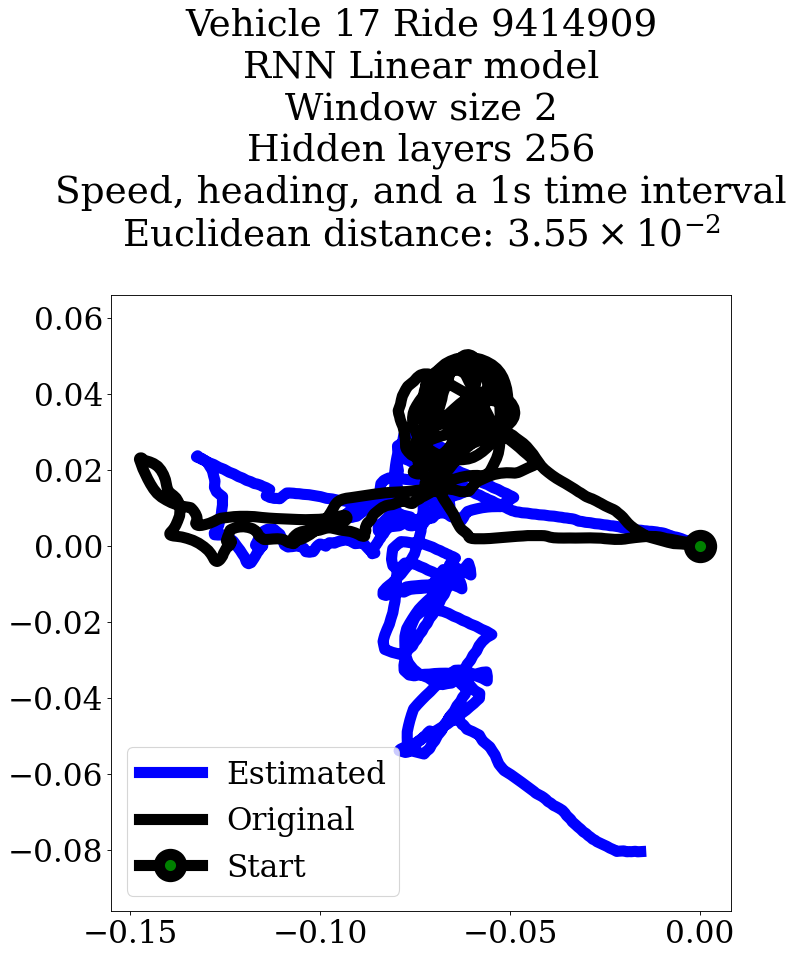 Vehicle 17 Ride 9414909
RNN Linear model
Window size 2
Hidden layers 256
Speed, heading, and a 1s time interval
Euclidean distance: 3.55 × 10⁻²
0.06
0.04
0.02
0.00
−0.02
−0.04
−0.06
−0.08
Estimated
Original
Start
−0.15
−0.10
−0.05
0.00